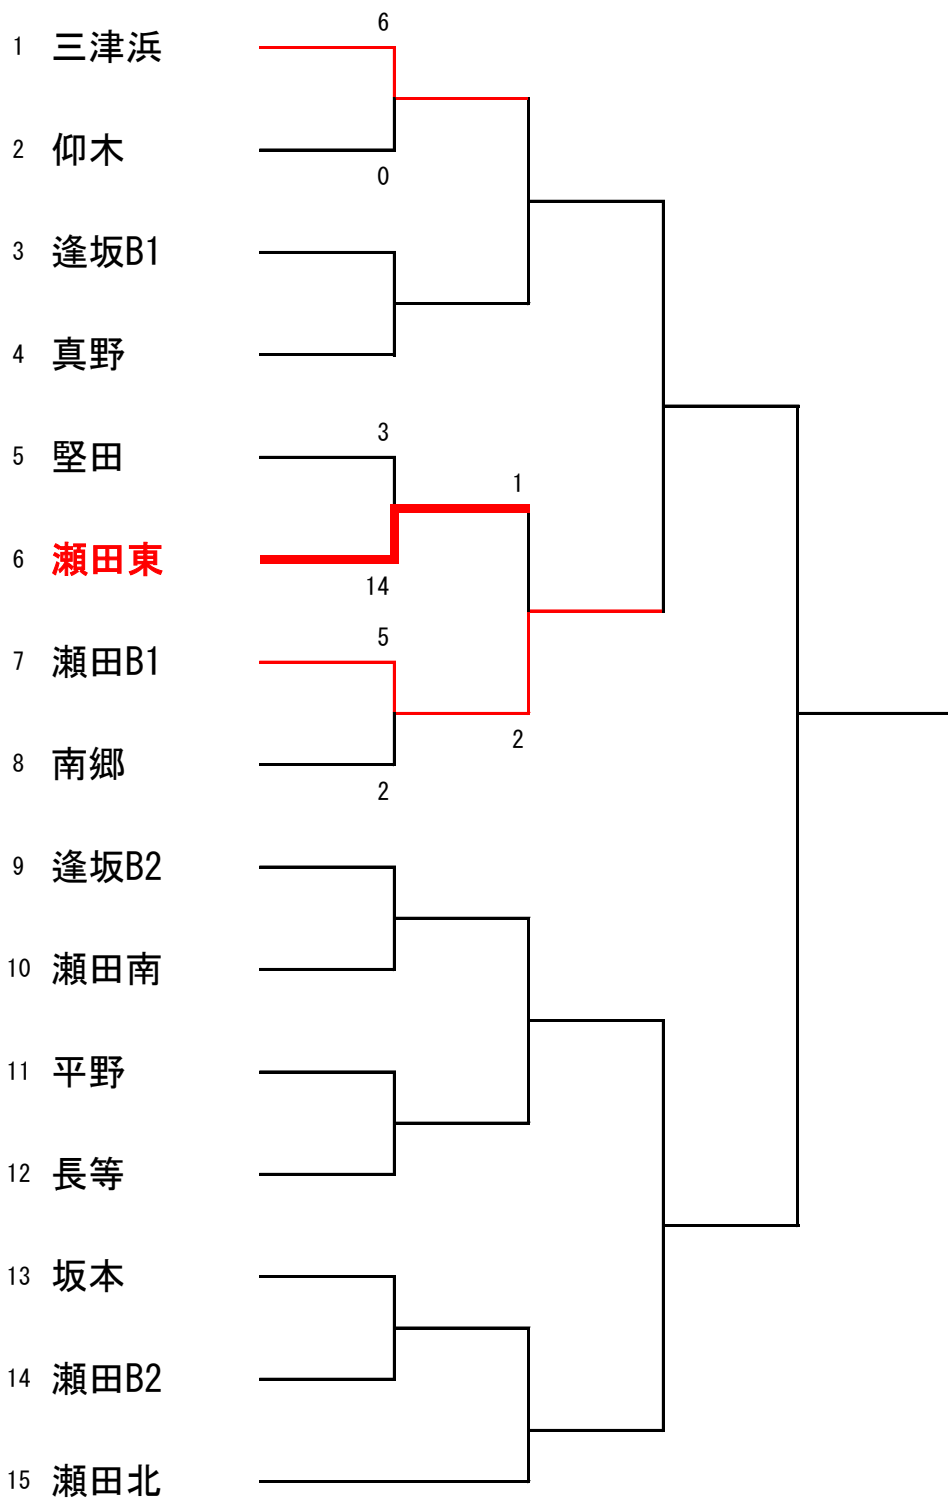 6
1 三津浜
2 仰木
0
3 逢坂B1
4 真野
3
5 堅田
1
6 瀬田東
14
5
7 瀬田B1
2
8 南郷
2
9 逢坂B2
10 瀬田南
11 平野
12 長等
13 坂本
14 瀬田B2
15 瀬田北